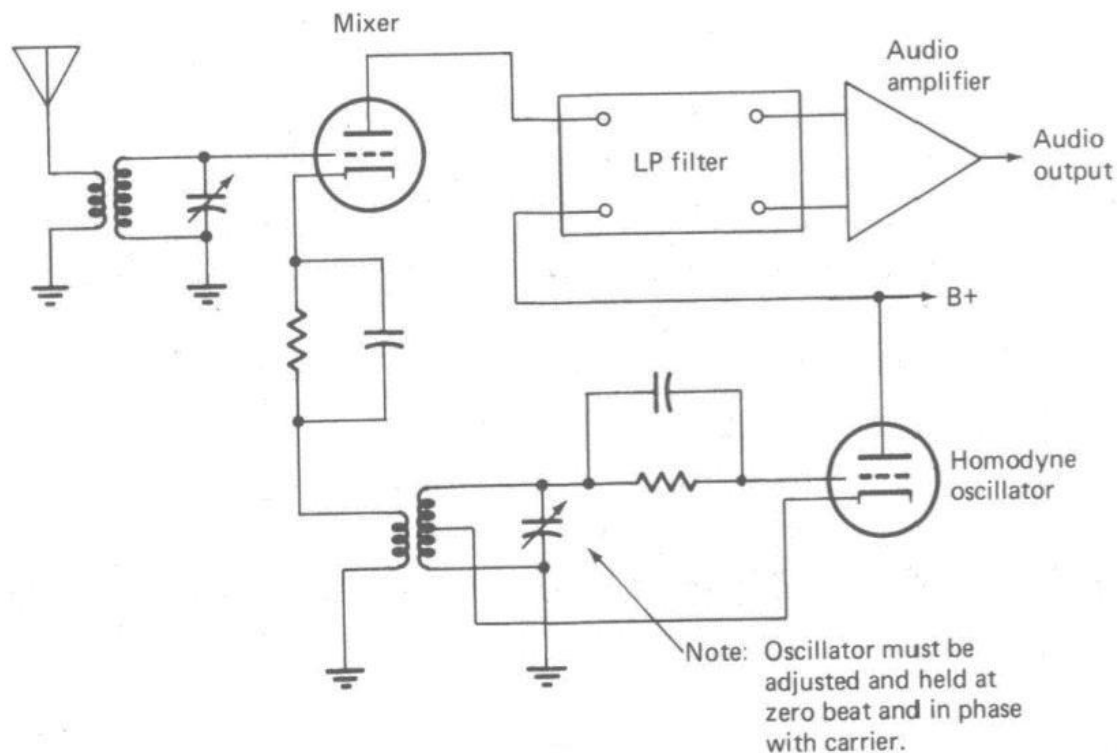 Mixer
Audio
amplifier
LP filter
Audio
output
B+
Homodyne
oscillator
Note: Oscillator must be
adjusted and held at
zero beat and in phase
with carrier.